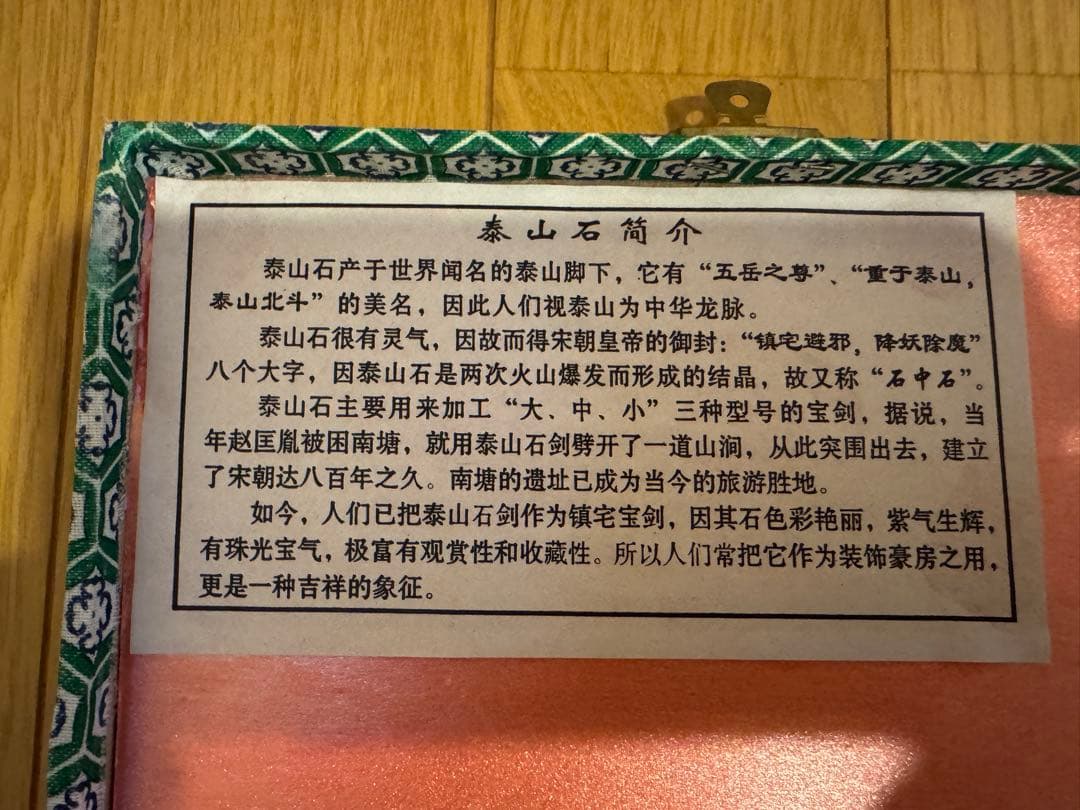 泰山石简介
泰山石产于世界闻名的泰山脚下，它有“五岳之尊”、“重于泰山，
泰山北斗”的美名，因此人们视泰山为中华龙脉。
泰山石很有灵气，因故而得宋朝皇帝的御封：“镇宅避邪，降妖除魔”
八个大字，因泰山石是两次火山爆发而形成的结晶，故又称“石中石”。
泰山石主要用来加工“大、中、小”三种型号的宝剑，据说，当
年赵匡胤被困南塘，就用泰山石剑劈开了一道山涧，从此突围出去，建立
了宋朝达八百年之久。南塘的遗址已成为当今的旅游胜地。
如今，人们已把泰山石剑作为镇宅宝剑，因其石色彩艳丽，紫气生辉，
有珠光宝气，极富有观赏性和收藏性。所以人们常把它作为装饰豪房之用，
更是一种吉祥的象征。